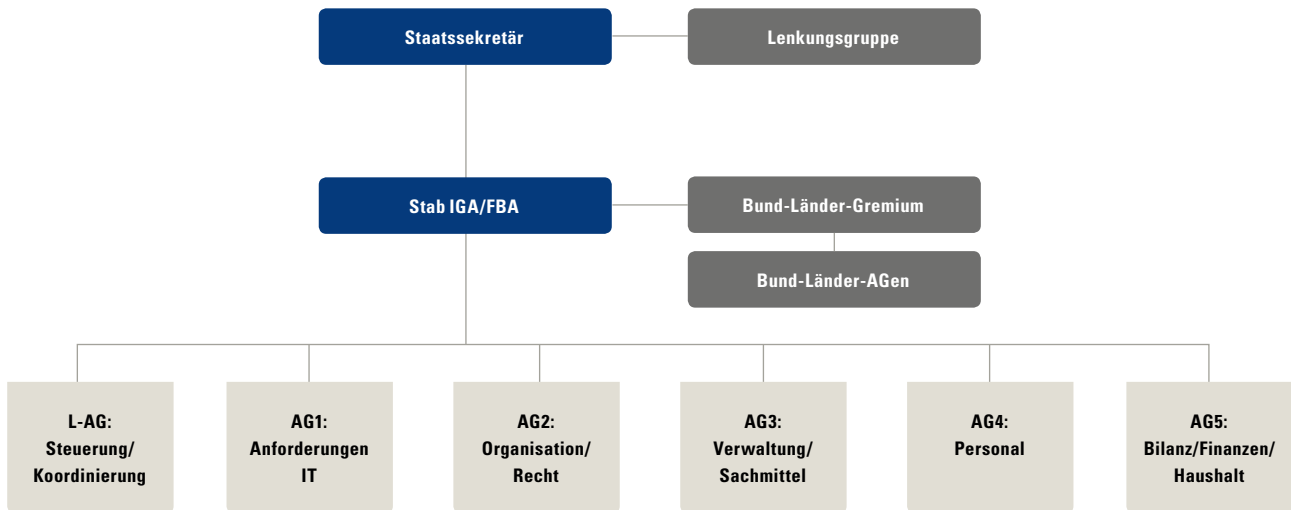 Staatssekretär
Lenkungsgruppe
Stab IGA/FBA
Bund-Länder-Gremium
Bund-Länder-AGen
L-AG:
Steuerung/
Koordinierung
AG1:
Anforderungen
IT
AG2:
Organisation/
Recht
AG3:
Verwaltung/
Sachmittel
AG4:
Personal
AG5:
Bilanz/Finanzen/
Haushalt